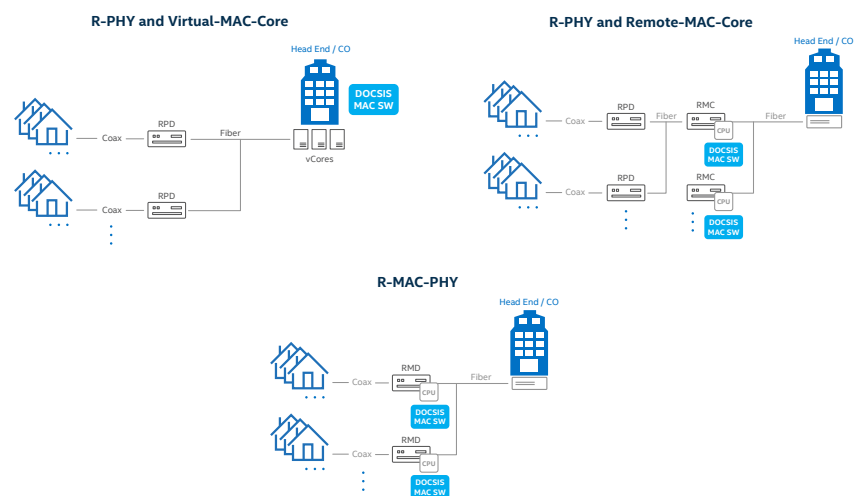 R-PHY and Virtual-MAC-Core
Head End / CO
DOCSIS
MAC SW
RPD
Coax
Fiber
vCores
RPD
Coax
R-PHY and Remote-MAC-Core
Head End / CO
RPD
RMC
Coax
Fiber
Fiber
CPU
DOCSIS
MAC SW
RPD
RMC
Coax
CPU
DOCSIS
MAC SW
R-MAC-PHY
Head End / CO
RMD
Coax
Fiber
CPU
DOCSIS
MAC SW
RMD
Coax
CPU
DOCSIS
MAC SW